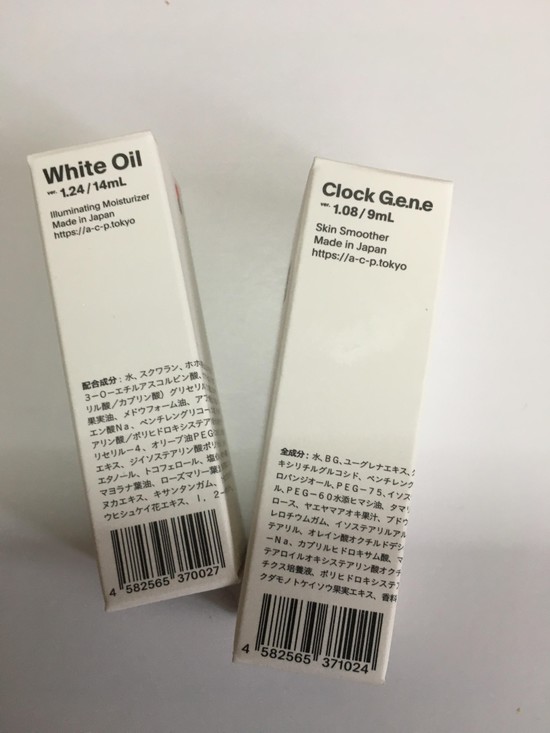 White Oil
ver. 1.24 / 14mL
Illuminating Moisturizer
Made in Japan
https://a-c-p.tokyo
配合成分：水、スクワラン、ホホ
3-O-エチルアスコルビン酸、
リル酸／カプリン酸）グリセリル
果実油、メドウフォーム油、アブ
エン酸Na、ペンチレングリコー
アリン酸／ポリヒドロキシステア
リセリル-4、オリーブ油PEG
エキス、ジイソステアリン酸ポリ
エタノール、トコフェロール、塩
マヨラナ葉油、ローズマリー葉
ヌカエキス、キサンタンガム、
ウヒシュケイ花エキス、1，2-
4 582565 370027
Clock G.e.n.e
ver. 1.08 / 9mL
Skin Smoother
Made in Japan
https://a-c-p.tokyo
全成分：水、BG、ユーグレナエキス、
キシリチルグルコシド、ペンチレング
ロパンジオール、PEG-75、イソス
ル、PEG-60水添ヒマシ油、タマリ
ロース、ヤエヤマアオキ果汁、ブドウ
レロチウムガム、イソステアリルアル
テアリル、オレイン酸オクチルドデシ
-Na、カプリルヒドロキサム酸、
テアロイルオキシステアリン酸オクチ
チクス培養液、ポリヒドロキシステア
クダモノトケイソウ果実エキス、香料
4 582565 371024